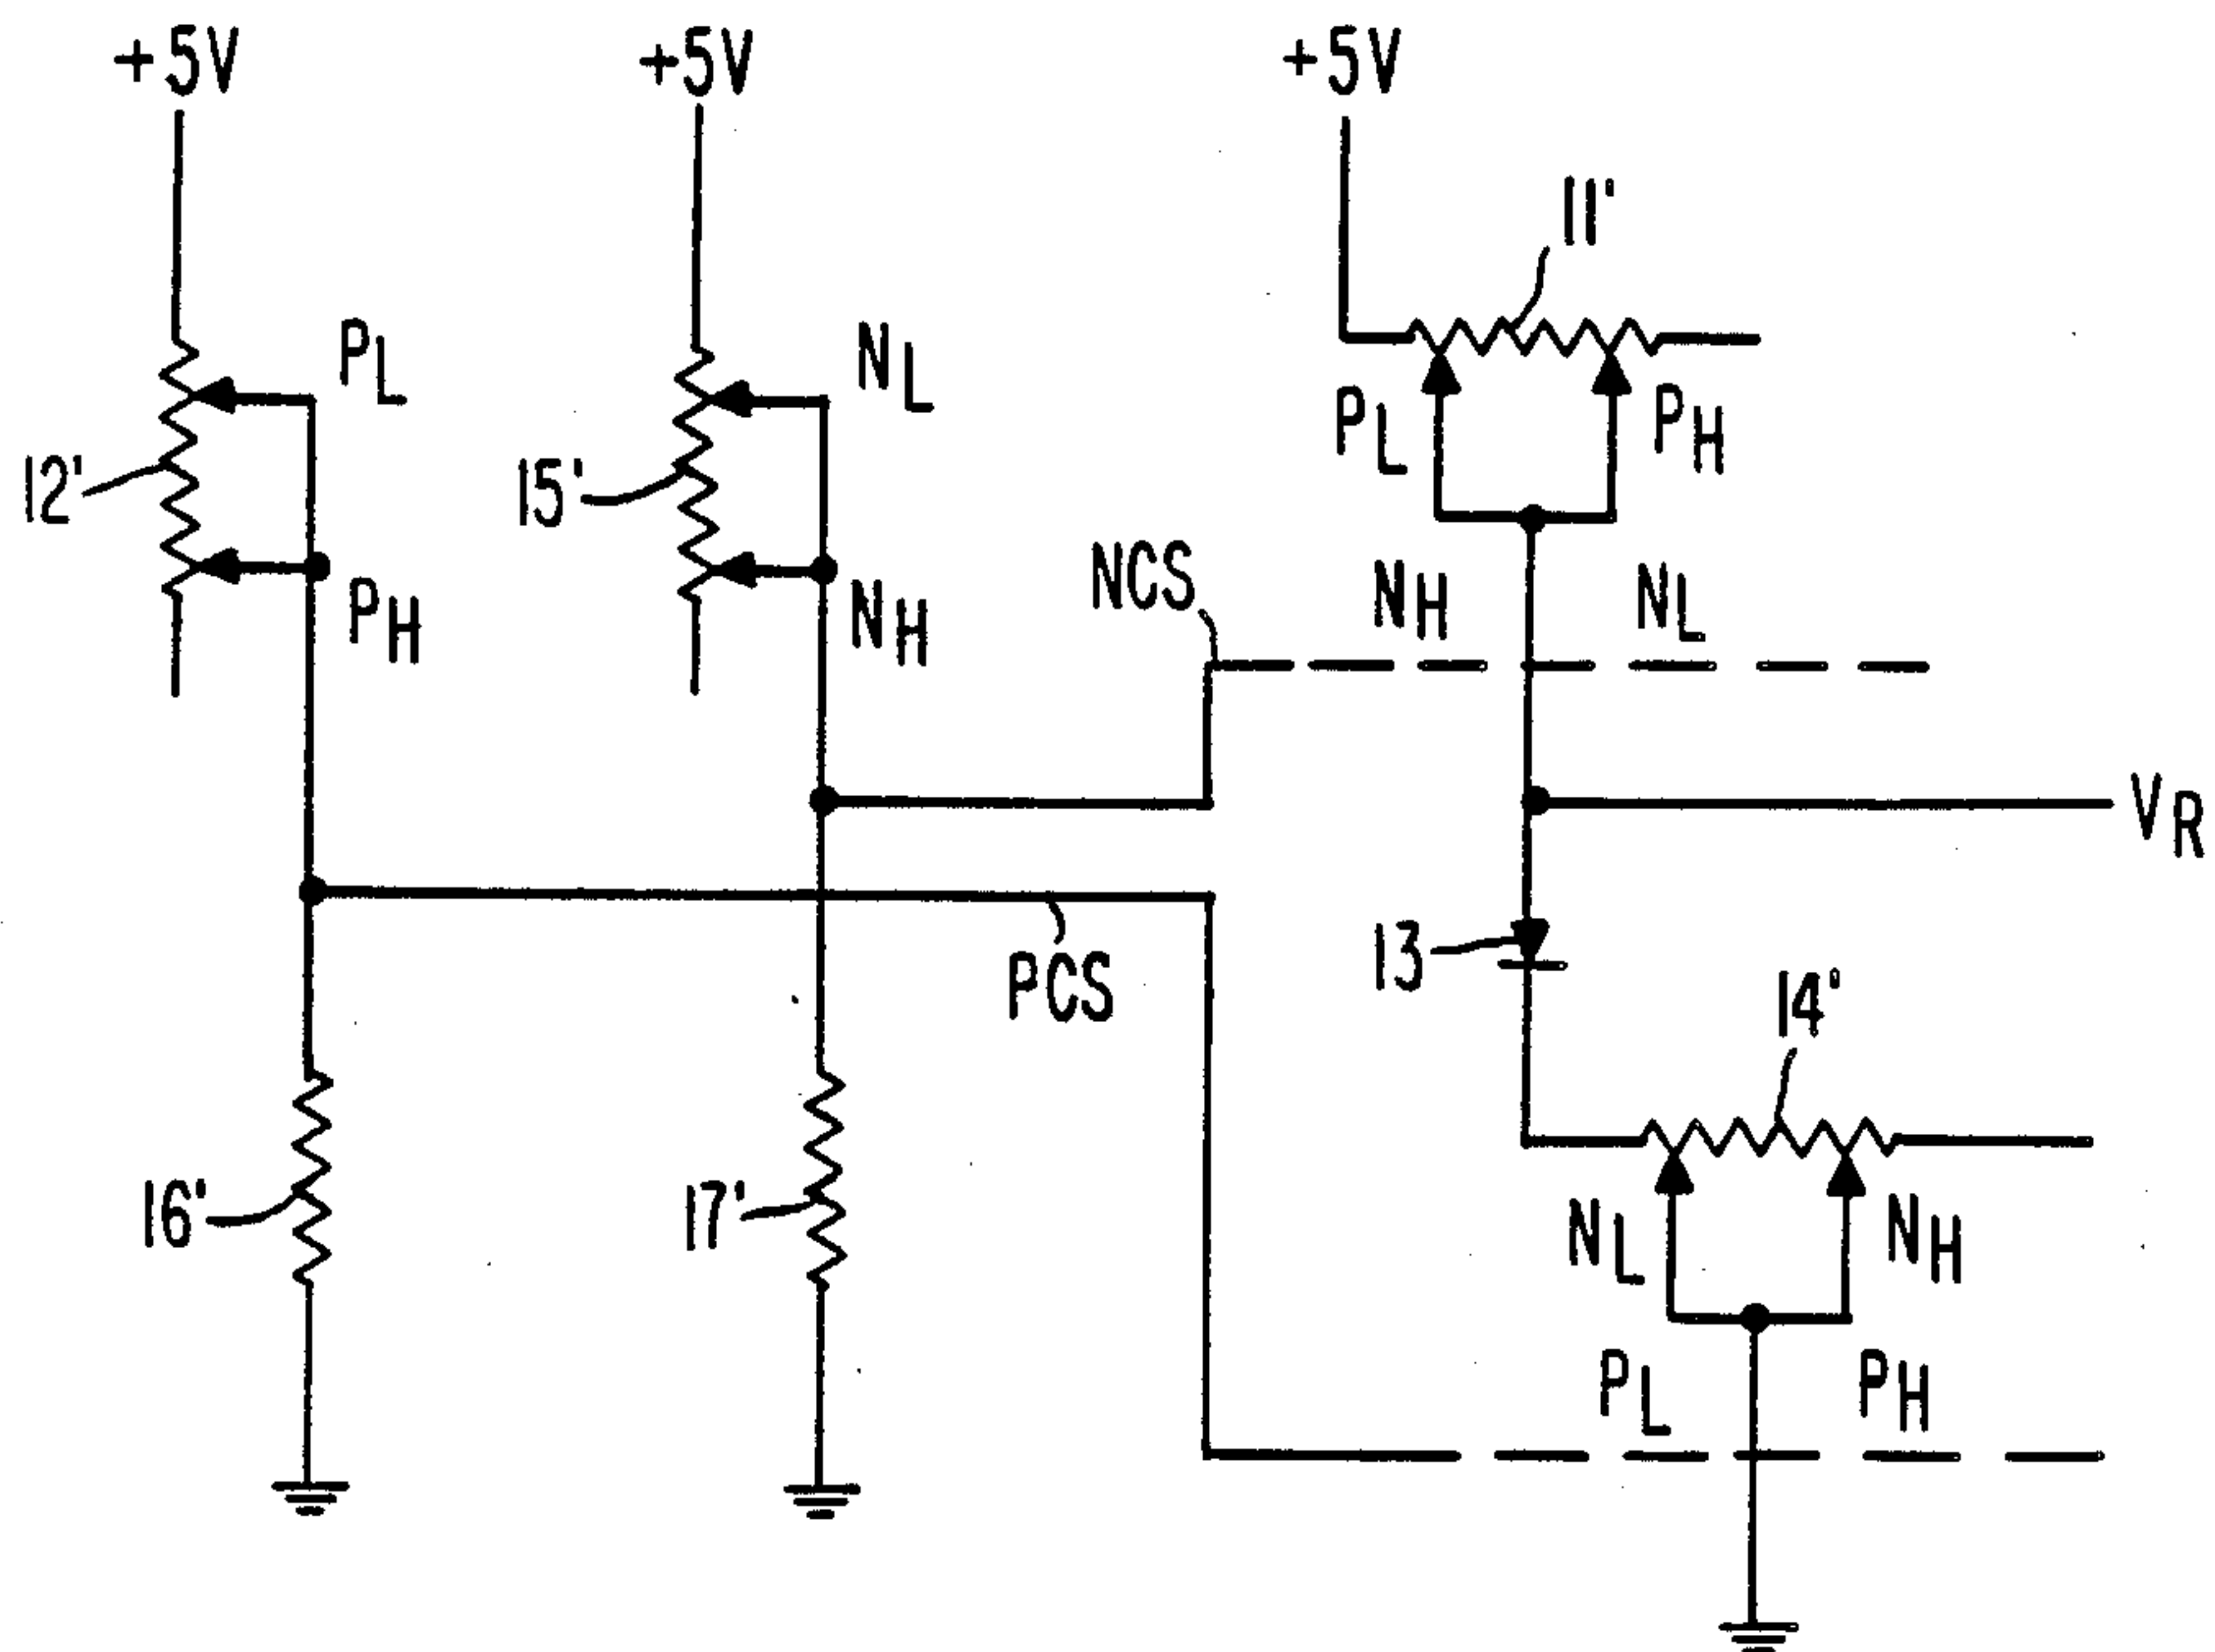 +5V +5V +5V
11'
PL NL
PL PH
12' 15'
NCS NH NL
PH NH
VR
13
PCS 14'
16' 17' NL NH
PL PH